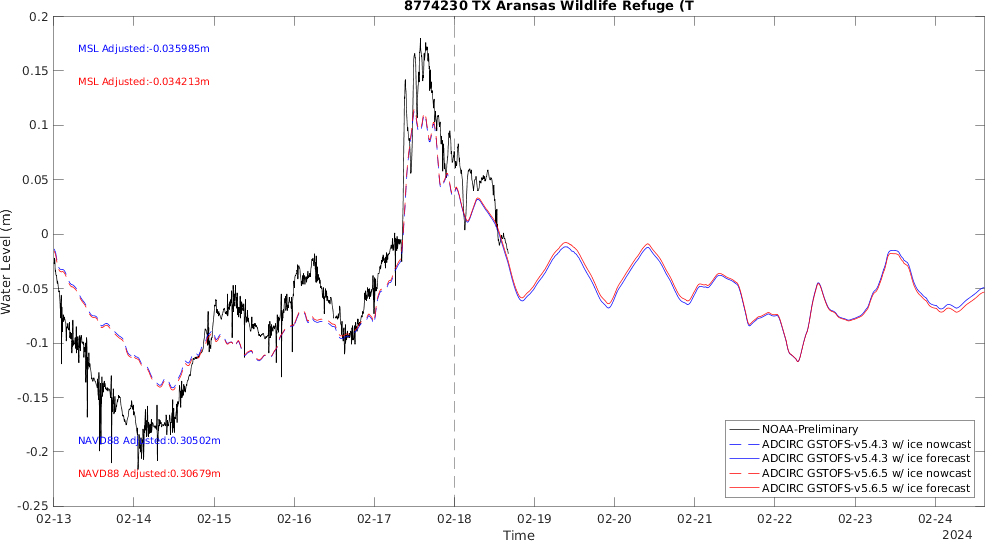 8774230 TX Aransas Wildlife Refuge (T
0.2
0.15
0.1
0.05
0
-0.05
-0.1
-0.15
-0.2
-0.25
Water Level (m)
MSL Adjusted:-0.035985m
MSL Adjusted:-0.034213m
NAVD88 Adjusted:0.30502m
NAVD88 Adjusted:0.30679m
NOAA-Preliminary
ADCIRC GSTOFS-v5.4.3 w/ ice nowcast
ADCIRC GSTOFS-v5.4.3 w/ ice forecast
ADCIRC GSTOFS-v5.6.5 w/ ice nowcast
ADCIRC GSTOFS-v5.6.5 w/ ice forecast
02-13 02-14 02-15 02-16 02-17 02-18 02-19 02-20 02-21 02-22 02-23 02-24
Time
2024